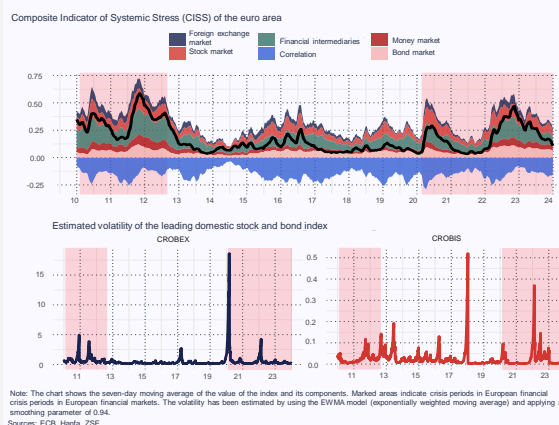 Composite Indicator of Systemic Stress (CISS) of the euro area
Foreign exchange market
Financial intermediaries
Money market
Stock market
Correlation
Bond market
0.75
0.50
0.25
0.00
-0.25
10 11 12 13 14 15 16 17 18 19 20 21 22 23 24
Estimated volatility of the leading domestic stock and bond index
CROBEX
CROBIS
15
10
5
0
11 13 15 17 19 21 23
0.5
0.4
0.3
0.2
0.1
0.0
11 13 15 17 19 21 23
Note: The chart shows the seven-day moving average of the value of the index and its components. Marked areas indicate crisis periods in European financial
crisis periods in European financial markets. The volatility has been estimated by using the EWMA model (exponentially weighted moving average) and applying
smoothing parameter of 0.94.
Sources: ECB, Hanfa, ZSE